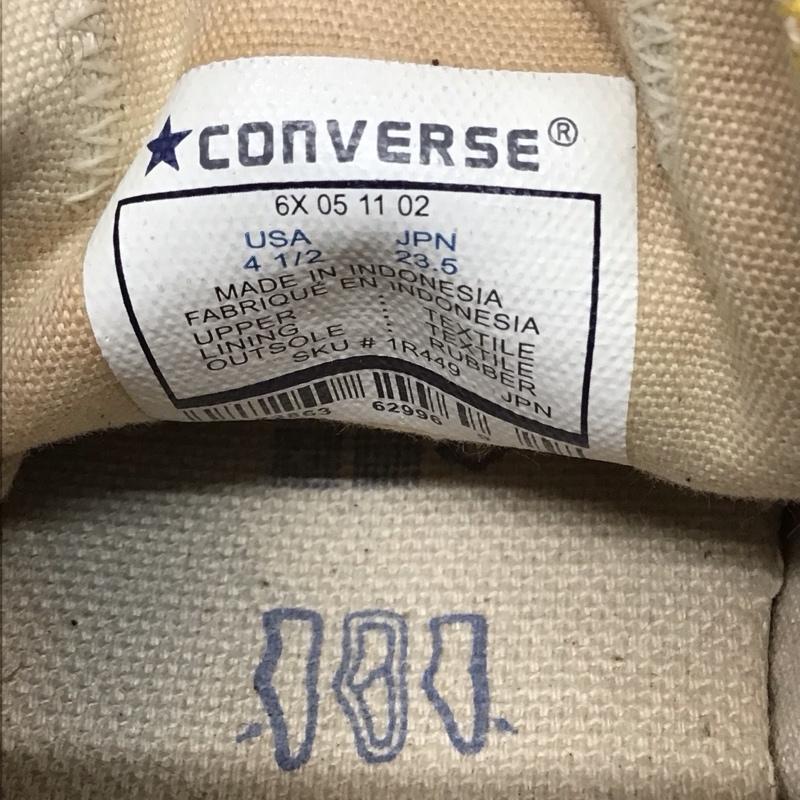 ★CONVERSE®
6X 05 11 02
USA JPN
4 1/2 23.5
MADE IN INDONESIA
FABRIQUÉ EN INDONESIA
UPPER TEXTILE
LINING TEXTILE
OUTSOLE RUBBER
SKU # 1R449
JPN
62996